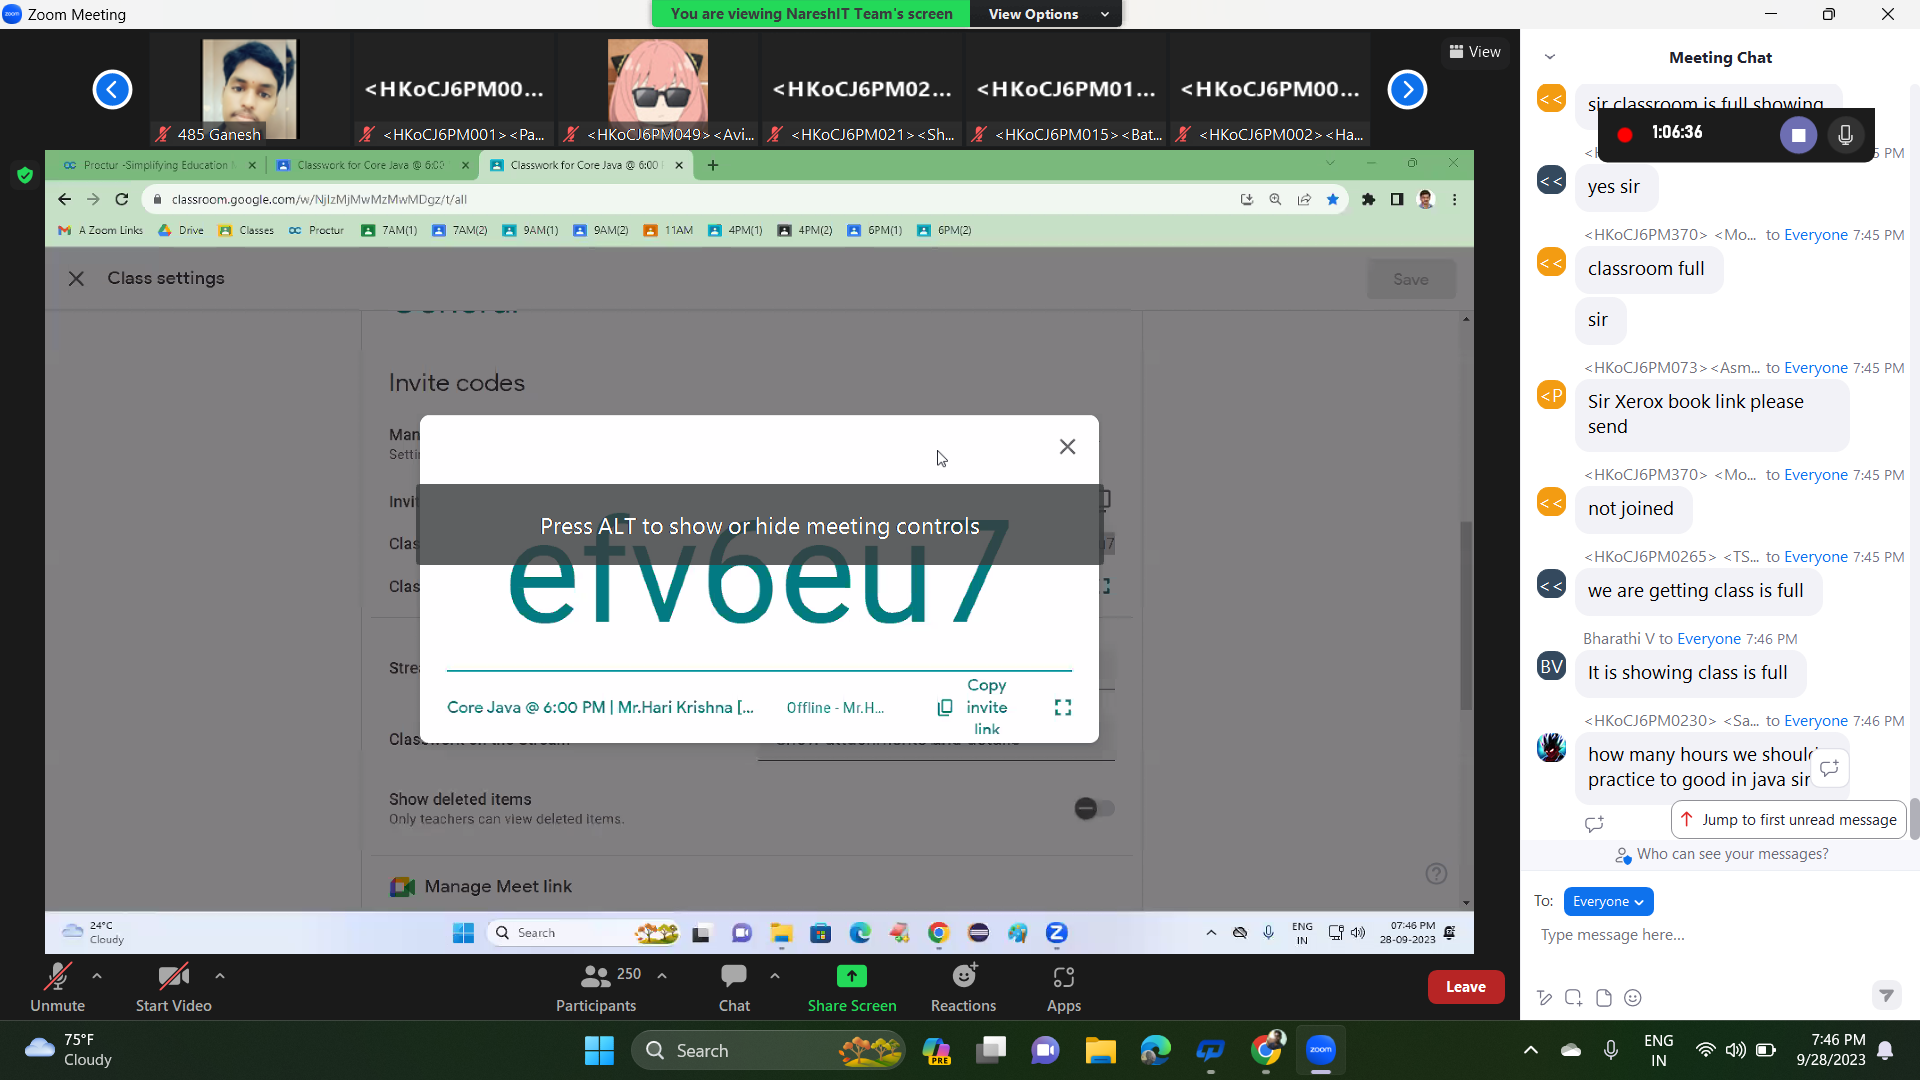 Zoom Meeting
You are viewing NareshIT Team's screen
View Options
View
485 Ganesh
<HKoCJ6PM00...
<HKoCJ6PM001><Pa...
<HKoCJ6PM049><Avi...
<HKoCJ6PM02...
<HKoCJ6PM021><Sh...
<HKoCJ6PM01...
<HKoCJ6PM015><Bat...
<HKoCJ6PM00...
<HKoCJ6PM002><Ha...
Proctur -Simplifying Education
Classwork for Core Java @ 6:00
Classwork for Core Java @ 6:00
classroom.google.com/w/NjIzMjMwMzMwMDgz/t/all
A Zoom Links
Drive
Classes
Proctur
7AM(1)
7AM(2)
9AM(1)
9AM(2)
11AM
4PM(1)
4PM(2)
6PM(1)
6PM(2)
Class settings
Save
General
Invite codes
Man
Settin
Invit
Clas
Clas
Press ALT to show or hide meeting controls
efv6eu7
Core Java @ 6:00 PM | Mr.Hari Krishna [...
Offline - Mr.H...
Copy
invite
link
Strea
Show deleted items
Only teachers can view deleted items.
Manage Meet link
24°C
Cloudy
Search
ENG
IN
07:46 PM
28-09-2023
Unmute
Start Video
250
Participants
Chat
Share Screen
Reactions
Apps
Leave
Meeting Chat
<<
sir classroom is full showing
1:06:36
5 PM
<<
yes sir
<HKoCJ6PM370> <Mo... to Everyone 7:45 PM
<<
classroom full
sir
<HKoCJ6PM073><Asm... to Everyone 7:45 PM
<P
Sir Xerox book link please
send
<HKoCJ6PM370> <Mo... to Everyone 7:45 PM
<<
not joined
<HKoCJ6PM0265> <TS... to Everyone 7:45 PM
<<
we are getting class is full
Bharathi V to Everyone 7:46 PM
BV
It is showing class is full
<HKoCJ6PM0230> <Sa... to Everyone 7:46 PM
how many hours we should
practice to good in java sir
Jump to first unread message
Who can see your messages?
To:
Everyone
Type message here...
75°F
Cloudy
Search
PRE
zoom
ENG
IN
7:46 PM
9/28/2023